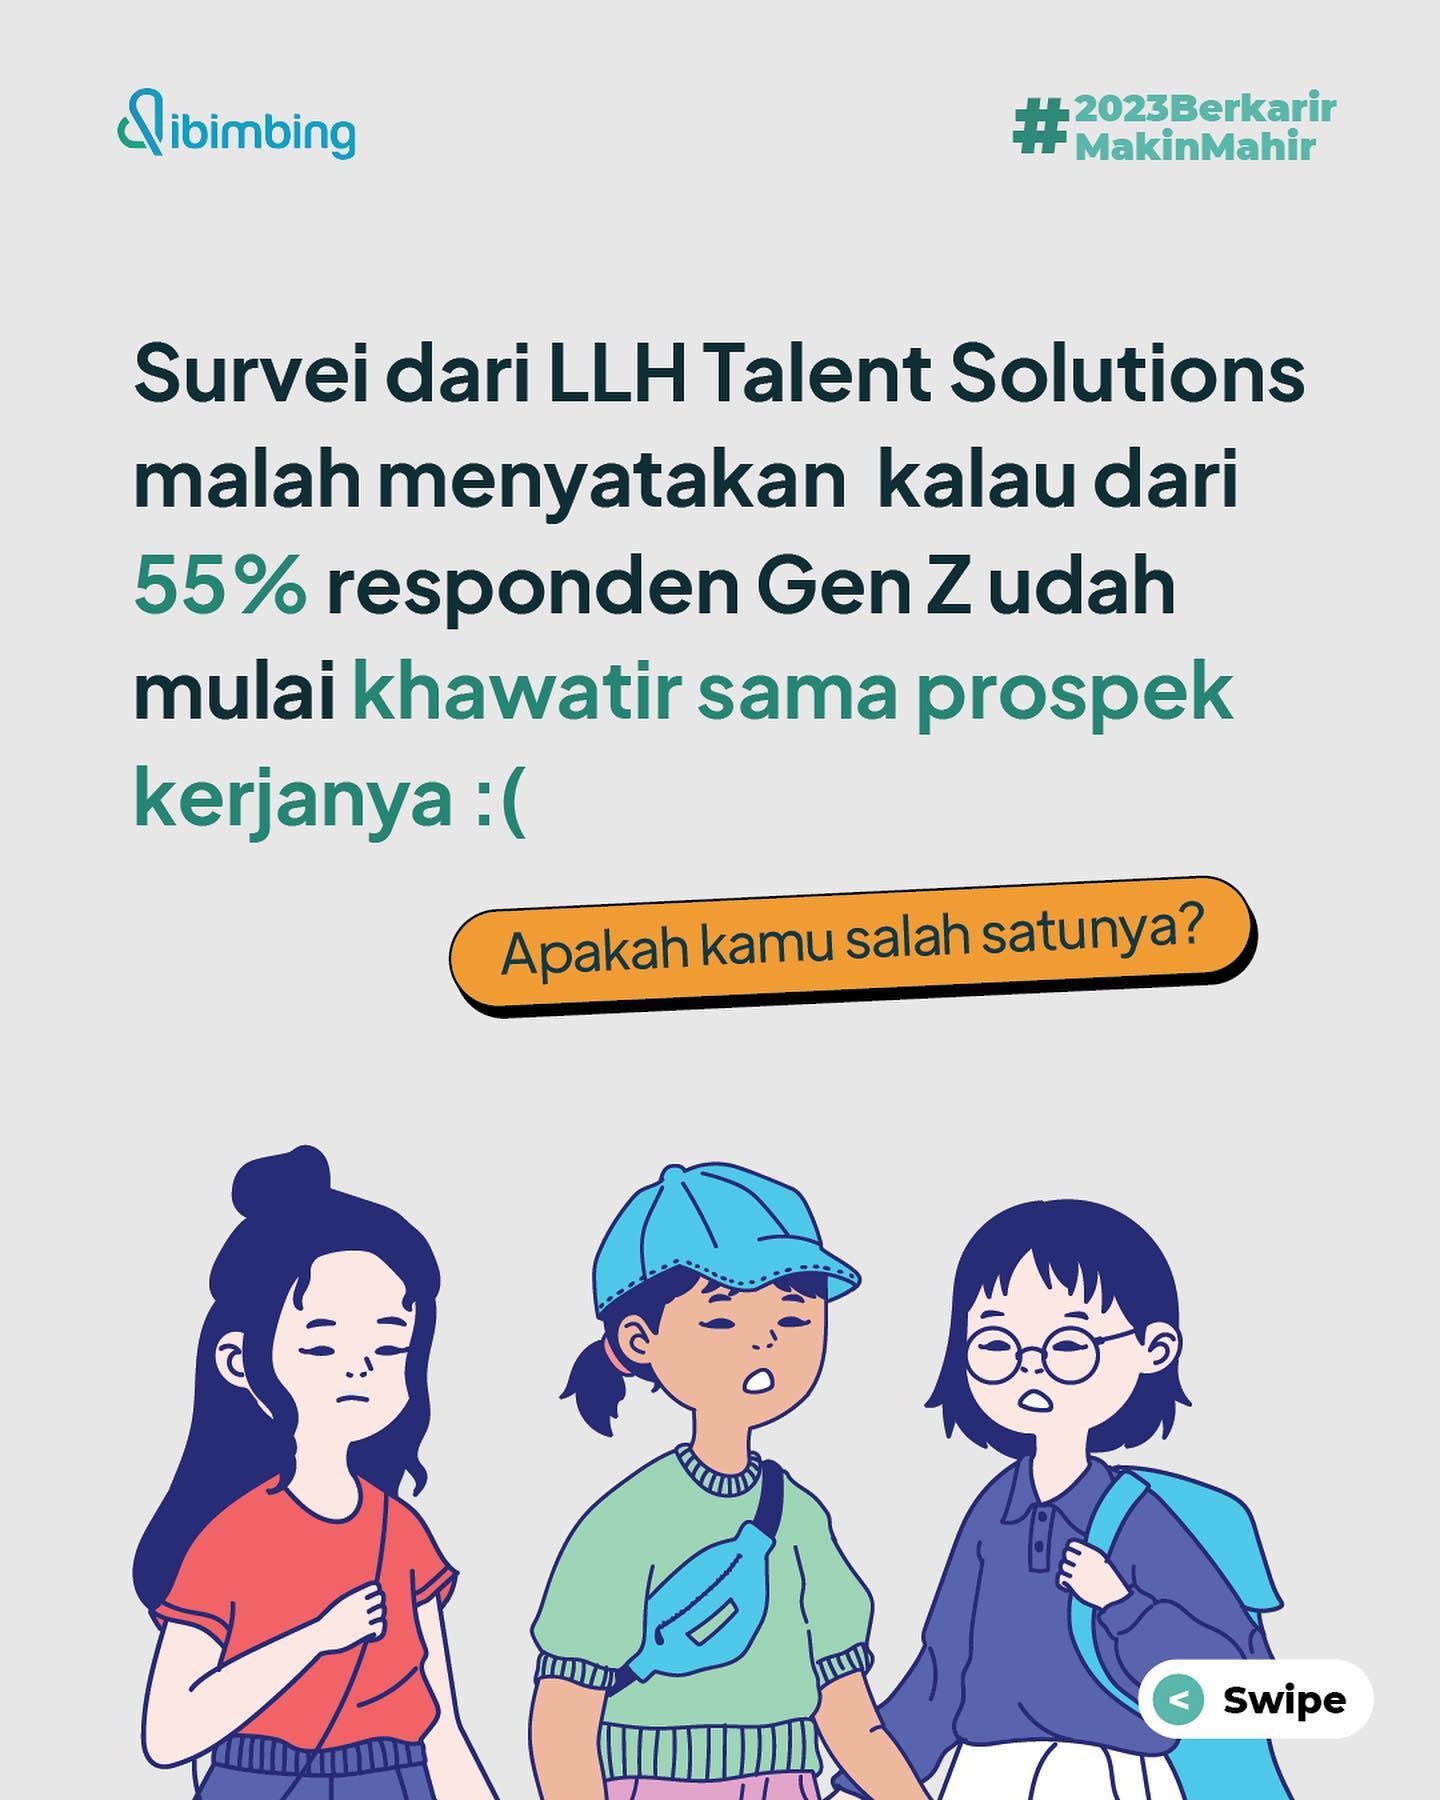 ibimbing
#2023Berkarir
MakinMahir
Survei dari LLH Talent Solutions
malah menyatakan kalau dari
55% responden Gen Z udah
mulai khawatir sama prospek
kerjanya :(
Apakah kamu salah satunya?
< Swipe